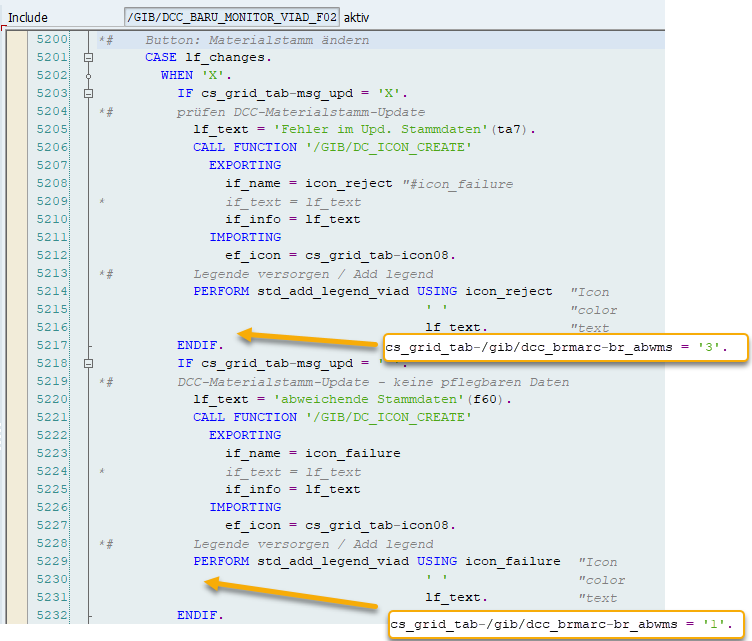 Include /GIB/DCC_BARU_MONITOR_VIAD_F02 aktiv
5200 *# Button: Materialstamm ändern
5201 CASE lf_changes.
5202 WHEN 'X'.
5203 IF cs_grid_tab-msg_upd = 'X'.
5204 *# prüfen DCC-Materialstamm-Update
5205 lf_text = 'Fehler im Upd. Stammdaten'(ta7).
5206 CALL FUNCTION '/GIB/DC_ICON_CREATE'
5207 EXPORTING
5208 if_name = icon_reject "#icon_failure
5209 * if_text = lf_text
5210 if_info = lf_text
5211 IMPORTING
5212 ef_icon = cs_grid_tab-icon08.
5213 *# Legende versorgen / Add legend
5214 PERFORM std_add_legend_viad USING icon_reject "Icon
5215 ' ' "color
5216 lf_text. "text
5217 ENDIF.
cs_grid_tab-/gib/dcc_brmarc-br_abwms = '3'.
5218 IF cs_grid_tab-msg_upd =
5219 *# DCC-Materialstamm-Update - keine pflegbaren Daten
5220 lf_text = 'abweichende Stammdaten'(f60).
5221 CALL FUNCTION '/GIB/DC_ICON_CREATE'
5222 EXPORTING
5223 if_name = icon_failure
5224 * if_text = lf_text
5225 if_info = lf_text
5226 IMPORTING
5227 ef_icon = cs_grid_tab-icon08.
5228 *# Legende versorgen / Add legend
5229 PERFORM std_add_legend_viad USING icon_failure "Icon
5230 ' ' "color
5231 lf_text. "text
5232 ENDIF.
cs_grid_tab-/gib/dcc_brmarc-br_abwms = '1'.